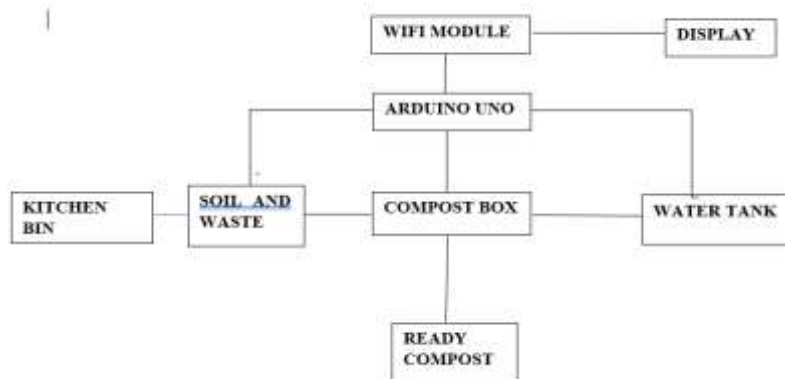 WIFI MODULE
DISPLAY
ARDUINO UNO
KITCHEN
BIN
SOIL AND
WASTE
COMPOST BOX
WATER TANK
READY
COMPOST